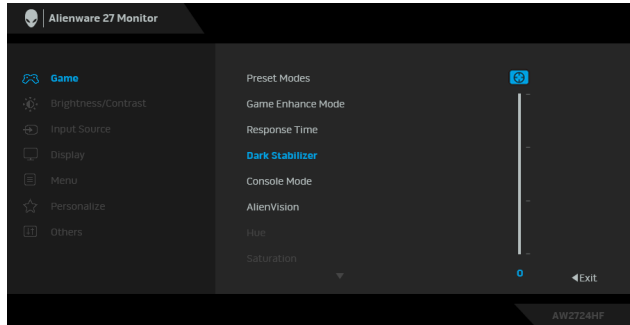 Alienware 27 Monitor
Game
Brightness/Contrast
Input Source
Display
Menu
Personalize
Others
Preset Modes
Game Enhance Mode
Response Time
Dark Stabilizer
Console Mode
AlienVision
Hue
Saturation
0
Exit
AW2724HF